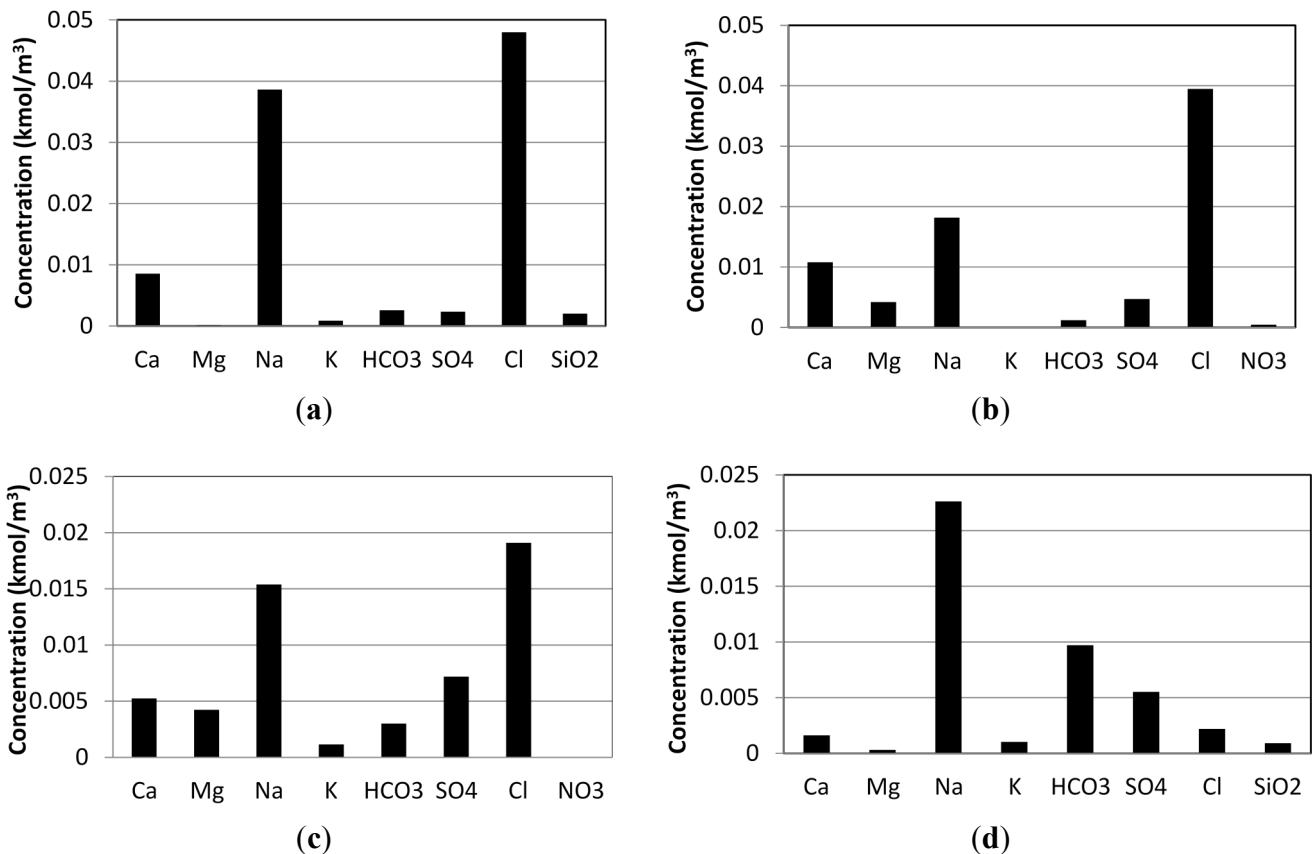 Concentration (kmol/m³)
0.05
0.04
0.03
0.02
0.01
0
Ca Mg Na K HCO3 SO4 Cl SiO2
(a)
Concentration (kmol/m³)
0.05
0.04
0.03
0.02
0.01
0
Ca Mg Na K HCO3 SO4 Cl NO3
(b)
Concentration (kmol/m³)
0.025
0.02
0.015
0.01
0.005
0
Ca Mg Na K HCO3 SO4 Cl NO3
(c)
Concentration (kmol/m³)
0.025
0.02
0.015
0.01
0.005
0
Ca Mg Na K HCO3 SO4 Cl SiO2
(d)